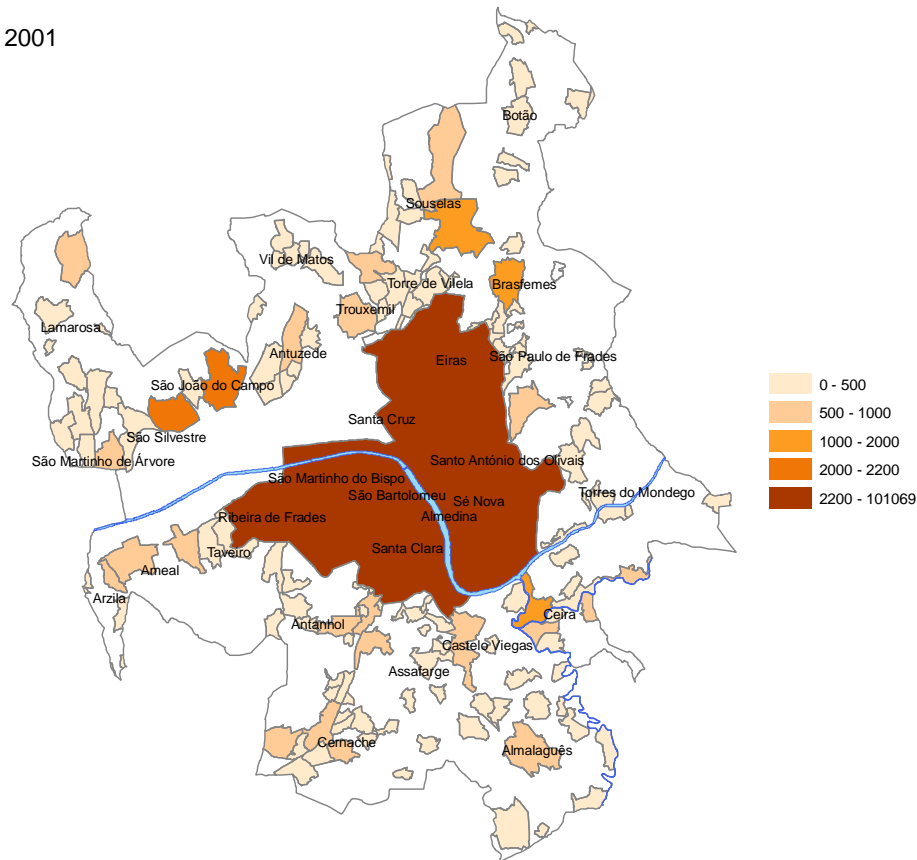 2001
Botão
Souselas
Vil de Matos
Torre de Vilela
Brasfemes
Trouxemil
Lamarosa
Antuzede
Eiras
São Paulo de Frades
São João do Campo
Santa Cruz
São Silvestre
São Martinho de Árvore
Santo António dos Olivais
São Martinho do Bispo
São Bartolomeu
Sé Nova
Torres do Mondego
Ribeira de Frades
Almedina
Taveiro
Santa Clara
Ameal
Arzila
Ceira
Antanhol
Castelo Viegas
Assafarge
Cernache
Almalaguês
0 - 500
500 - 1000
1000 - 2000
2000 - 2200
2200 - 101069